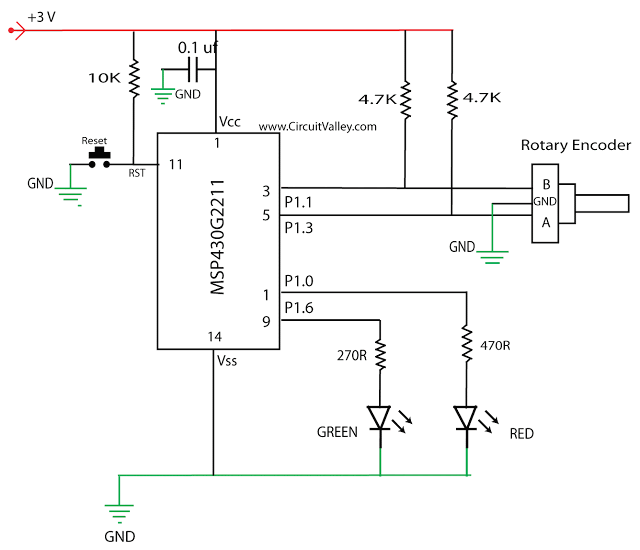 +3 V
0.1 uf
10K
GND
4.7K
4.7K
Vcc
www.CircuitValley.com
1
Reset
RST
11
GND
MSP430G2211
3
P1.1
5
P1.3
Rotary Encoder
B
GND
A
GND
P1.0
1
P1.6
9
14
Vss
270R
470R
GREEN
RED
GND